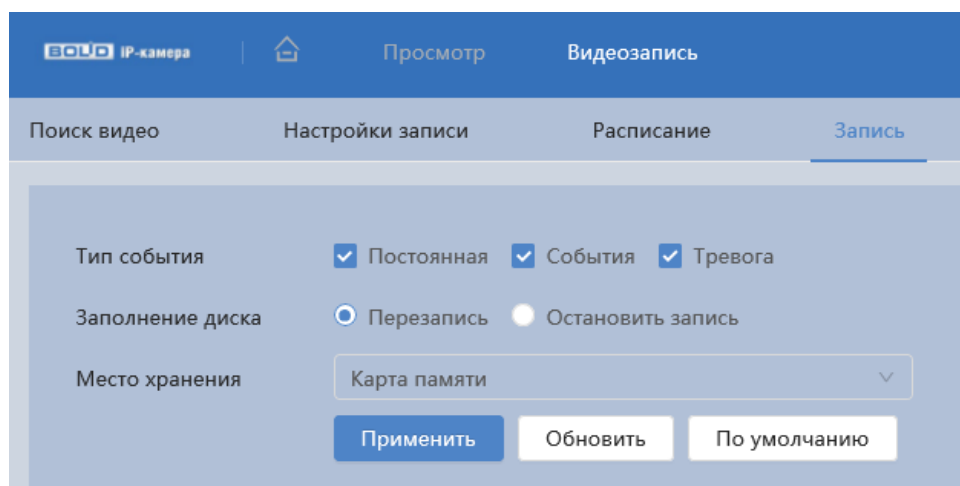 BOLID IP-камера Просмотр Видеозапись
Поиск видео Настройки записи Расписание Запись
Тип события Постоянная События Тревога
Заполнение диска Перезапись Остановить запись
Место хранения Карта памяти
Применить Обновить По умолчанию